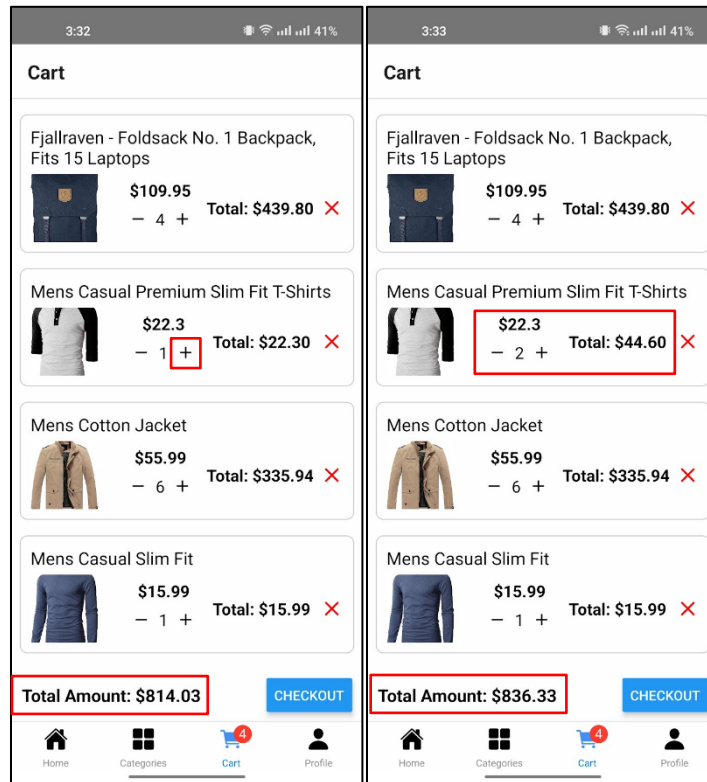 3:32
41%
Cart
Fjallraven - Foldsack No. 1 Backpack,
Fits 15 Laptops
$109.95
− 4 +
Total: $439.80 ×
Mens Casual Premium Slim Fit T-Shirts
$22.3
− 1 +
Total: $22.30 ×
Mens Cotton Jacket
$55.99
− 6 +
Total: $335.94 ×
Mens Casual Slim Fit
$15.99
− 1 +
Total: $15.99 ×
Total Amount: $814.03
CHECKOUT
4
Home
Categories
Cart
Profile
3:33
41%
Cart
Fjallraven - Foldsack No. 1 Backpack,
Fits 15 Laptops
$109.95
− 4 +
Total: $439.80 ×
Mens Casual Premium Slim Fit T-Shirts
$22.3
− 2 +
Total: $44.60 ×
Mens Cotton Jacket
$55.99
− 6 +
Total: $335.94 ×
Mens Casual Slim Fit
$15.99
− 1 +
Total: $15.99 ×
Total Amount: $836.33
CHECKOUT
4
Home
Categories
Cart
Profile